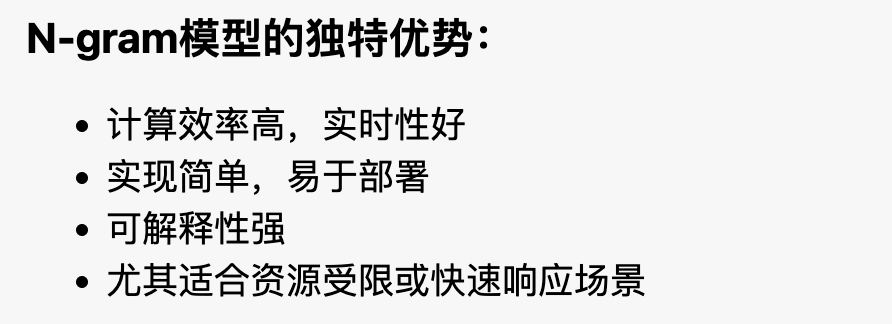 N-gram模型的独特优势：
• 计算效率高，实时性好
• 实现简单，易于部署
• 可解释性强
• 尤其适合资源受限或快速响应场景